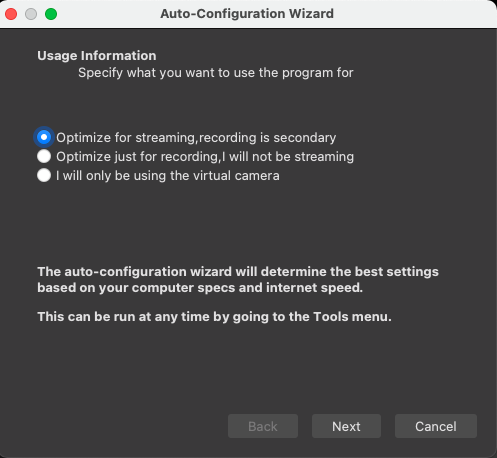 Auto-Configuration Wizard
Usage Information
Specify what you want to use the program for
Optimize for streaming,recording is secondary
Optimize just for recording,I will not be streaming
I will only be using the virtual camera
The auto-configuration wizard will determine the best settings
based on your computer specs and internet speed.
This can be run at any time by going to the Tools menu.
Back
Next
Cancel